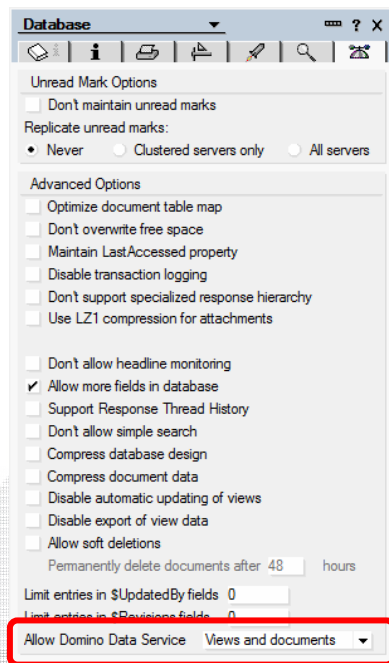 Database ? X
i i
Unread Mark Options
Don't maintain unread marks
Replicate unread marks:
Never Clustered servers only All servers
Advanced Options
Optimize document table map
Don't overwrite free space
Maintain LastAccessed property
Disable transaction logging
Don't support specialized response hierarchy
Use LZ1 compression for attachments
Don't allow headline monitoring
Allow more fields in database
Support Response Thread History
Don't allow simple search
Compress database design
Compress document data
Disable automatic updating of views
Disable export of view data
Allow soft deletions
Permanently delete documents after 48 hours
Limit entries in $UpdatedBy fields 0
Limit entries in $Revisions fields 0
Allow Domino Data Service Views and documents